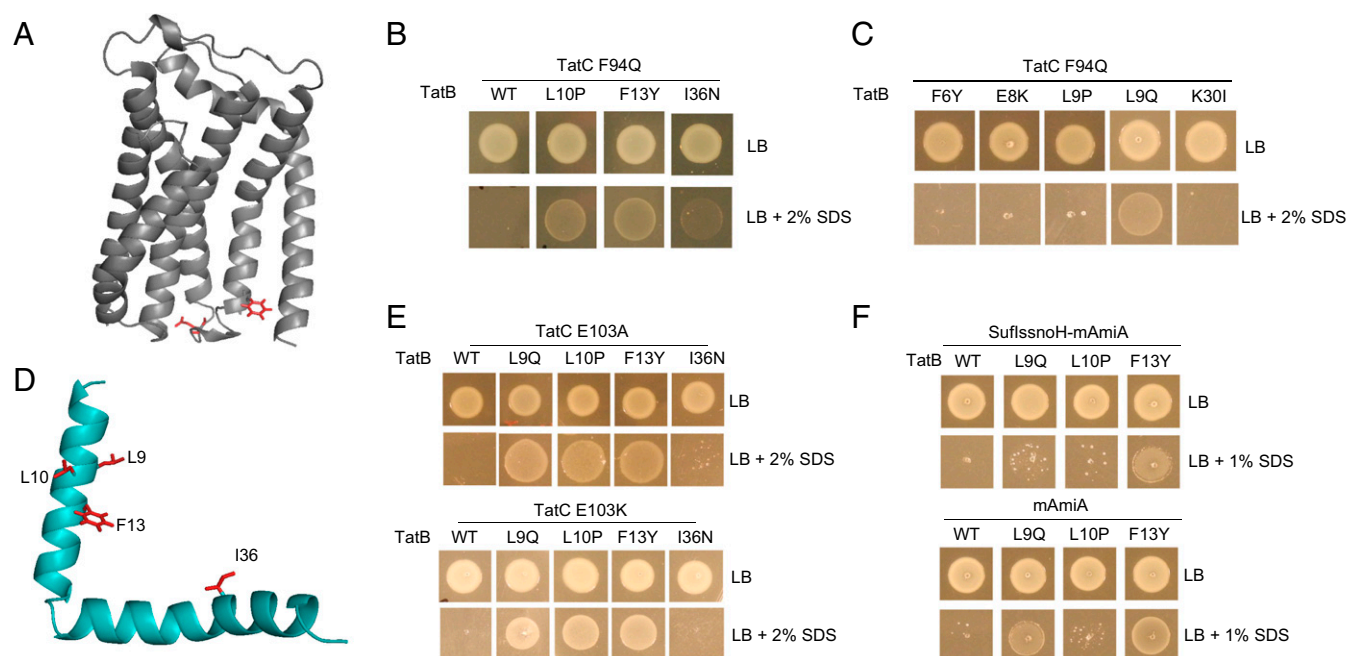 A
B
TatC F94Q
TatB WT L10P F13Y I36N
LB
LB + 2% SDS
C
TatC F94Q
TatB F6Y E8K L9P L9Q K30I
LB
LB + 2% SDS
D
L10 L9
F13
I36
E
TatC E103A
TatB WT L9Q L10P F13Y I36N
LB
LB + 2% SDS
TatC E103K
TatB WT L9Q L10P F13Y I36N
LB
LB + 2% SDS
F
SufIssnoH-mAmiA
TatB WT L9Q L10P F13Y
LB
LB + 1% SDS
mAmiA
TatB WT L9Q L10P F13Y
LB
LB + 1% SDS